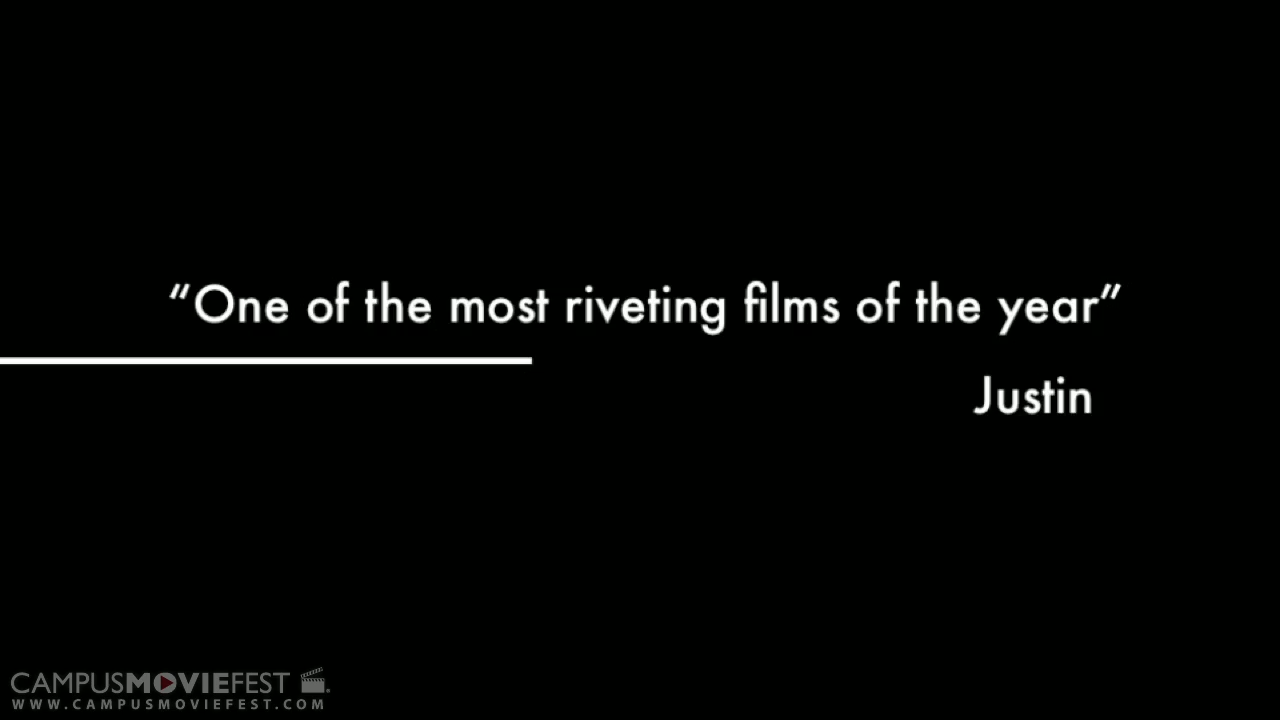 “One of the most riveting films of the year”
Justin
CAMPUSMOVIEFEST
WWW.CAMPUSMOVIEFEST.COM